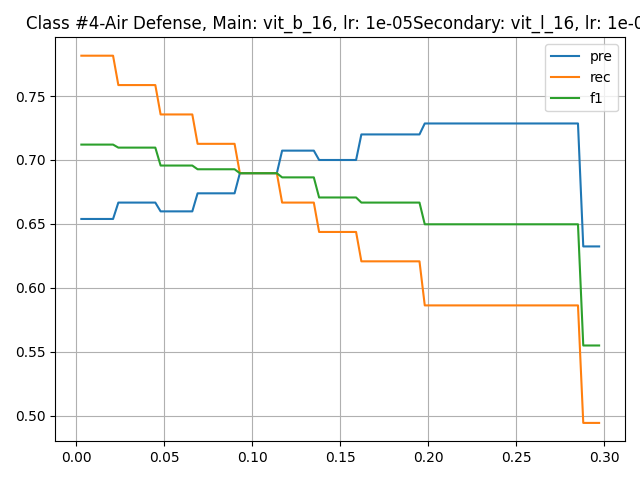 Class #4-Air Defense, Main: vit_b_16, lr: 1e-05Secondary: vit_l_16, lr: 1e-0
pre
rec
f1
0.75
0.70
0.65
0.60
0.55
0.50
0.00 0.05 0.10 0.15 0.20 0.25 0.30